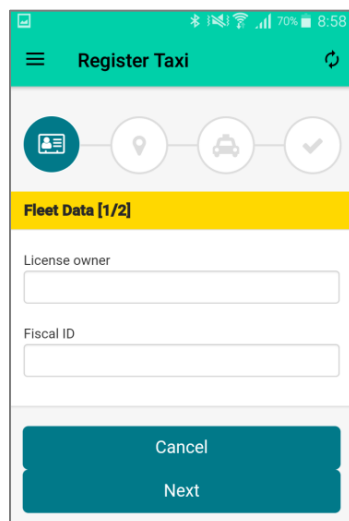 70% 8:58
Register Taxi
Fleet Data [1/2]
License owner
Fiscal ID
Cancel
Next